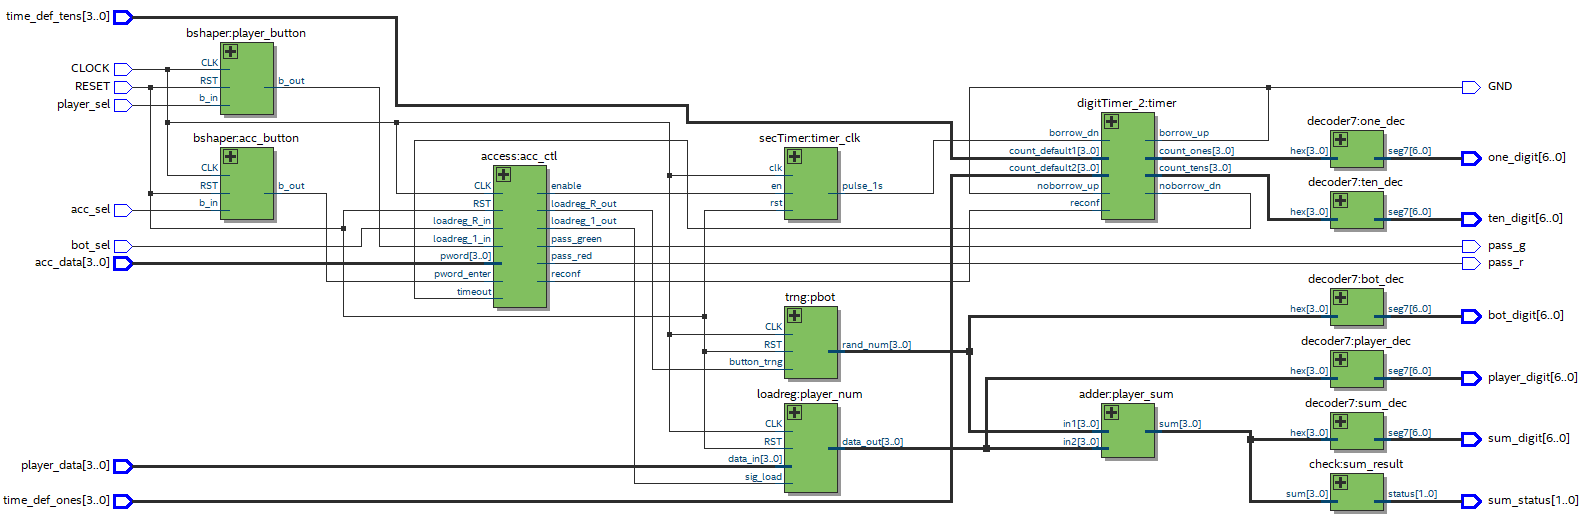 time_def_tens[3..0]
bshaper:player_button
CLOCK
CLK
RESET
RST
b_out
player_sel
b_in
bshaper:acc_button
CLK
RST
b_out
acc_sel
b_in
bot_sel
acc_data[3..0]
access:acc_ctl
CLK
enable
RST
loadreg_R_out
loadreg_R_in
loadreg_1_out
loadreg_1_in
pass_green
pword[3..0]
pass_red
pword_enter
reconf
timeout
secTimer:timer_clk
clk
en
pulse_1s
rst
trng:pbot
CLK
RST
rand_num[3..0]
button_trng
loadreg:player_num
CLK
RST
data_out[3..0]
player_data[3..0]
data_in[3..0]
sig_load
time_def_ones[3..0]
digitTimer_2:timer
borrow_dn
borrow_up
count_default1[3..0]
count_ones[3..0]
count_default2[3..0]
count_tens[3..0]
noborrow_up
noborrow_dn
reconf
adder:player_sum
in1[3..0]
sum[3..0]
in2[3..0]
GND
decoder7:one_dec
hex[3..0]
seg7[6..0]
one_digit[6..0]
decoder7:ten_dec
hex[3..0]
seg7[6..0]
ten_digit[6..0]
pass_g
pass_r
decoder7:bot_dec
hex[3..0]
seg7[6..0]
bot_digit[6..0]
decoder7:player_dec
hex[3..0]
seg7[6..0]
player_digit[6..0]
decoder7:sum_dec
hex[3..0]
seg7[6..0]
sum_digit[6..0]
check:sum_result
sum[3..0]
status[1..0]
sum_status[1..0]